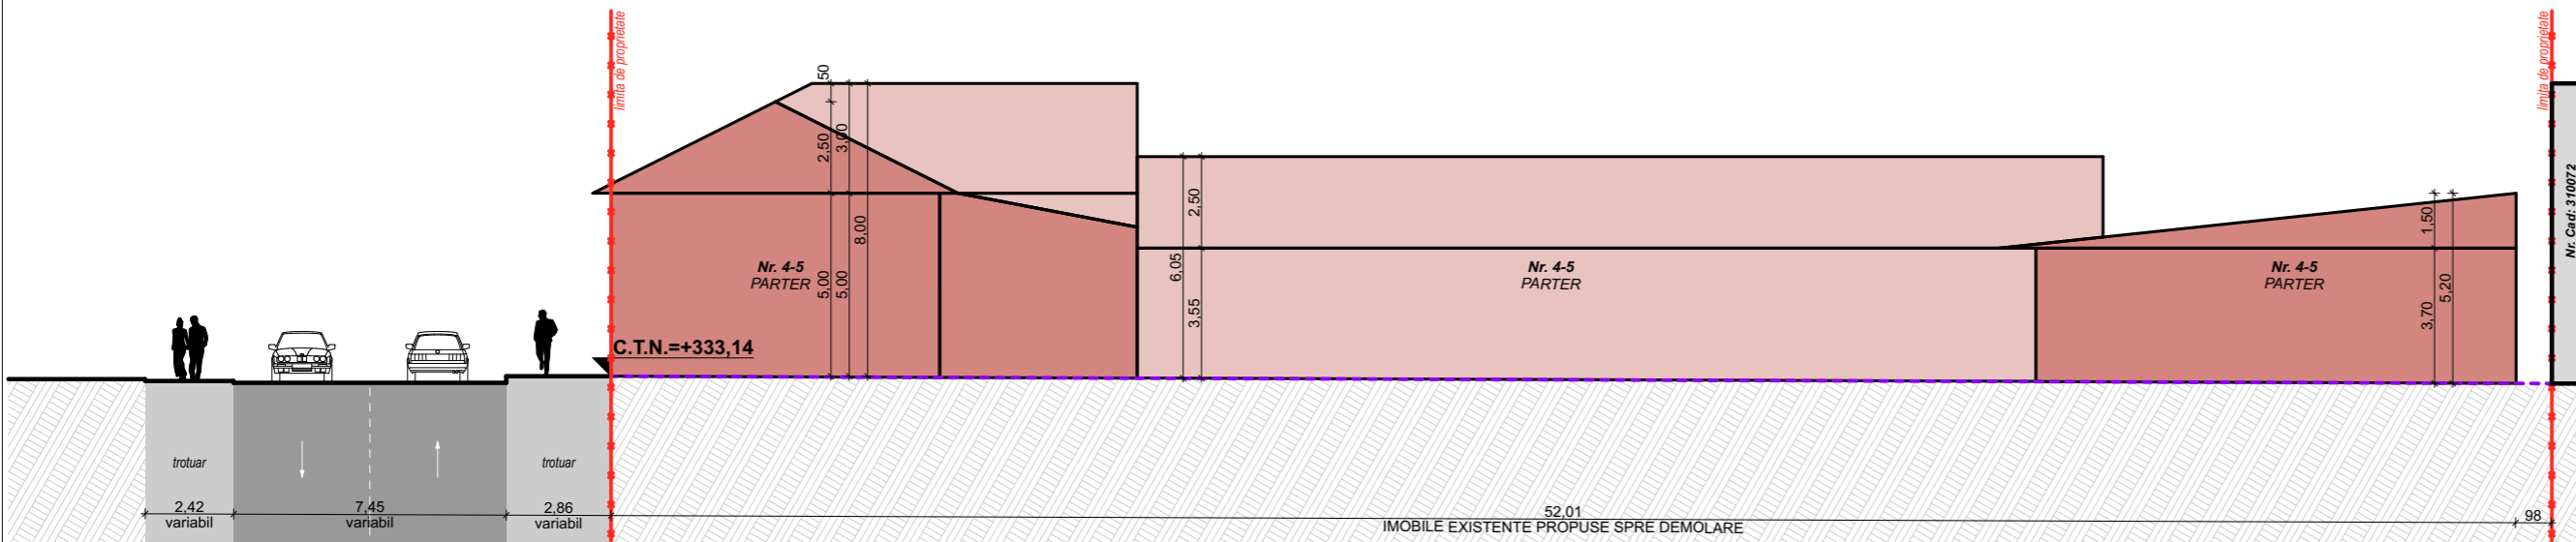 limita de proprietate
50
2,50
3,00
8,00
5,00
5,00
Nr. 4-5
PARTER
C.T.N.=+333,14
2,50
6,05
3,55
Nr. 4-5
PARTER
Nr. 4-5
PARTER
1,50
5,20
3,70
limita de proprietate
Nr. Cad: 310072
trotuar
trotuar
2,42
variabil
7,45
variabil
2,86
variabil
52,01
IMOBILE EXISTENTE PROPUSE SPRE DEMOLARE
98